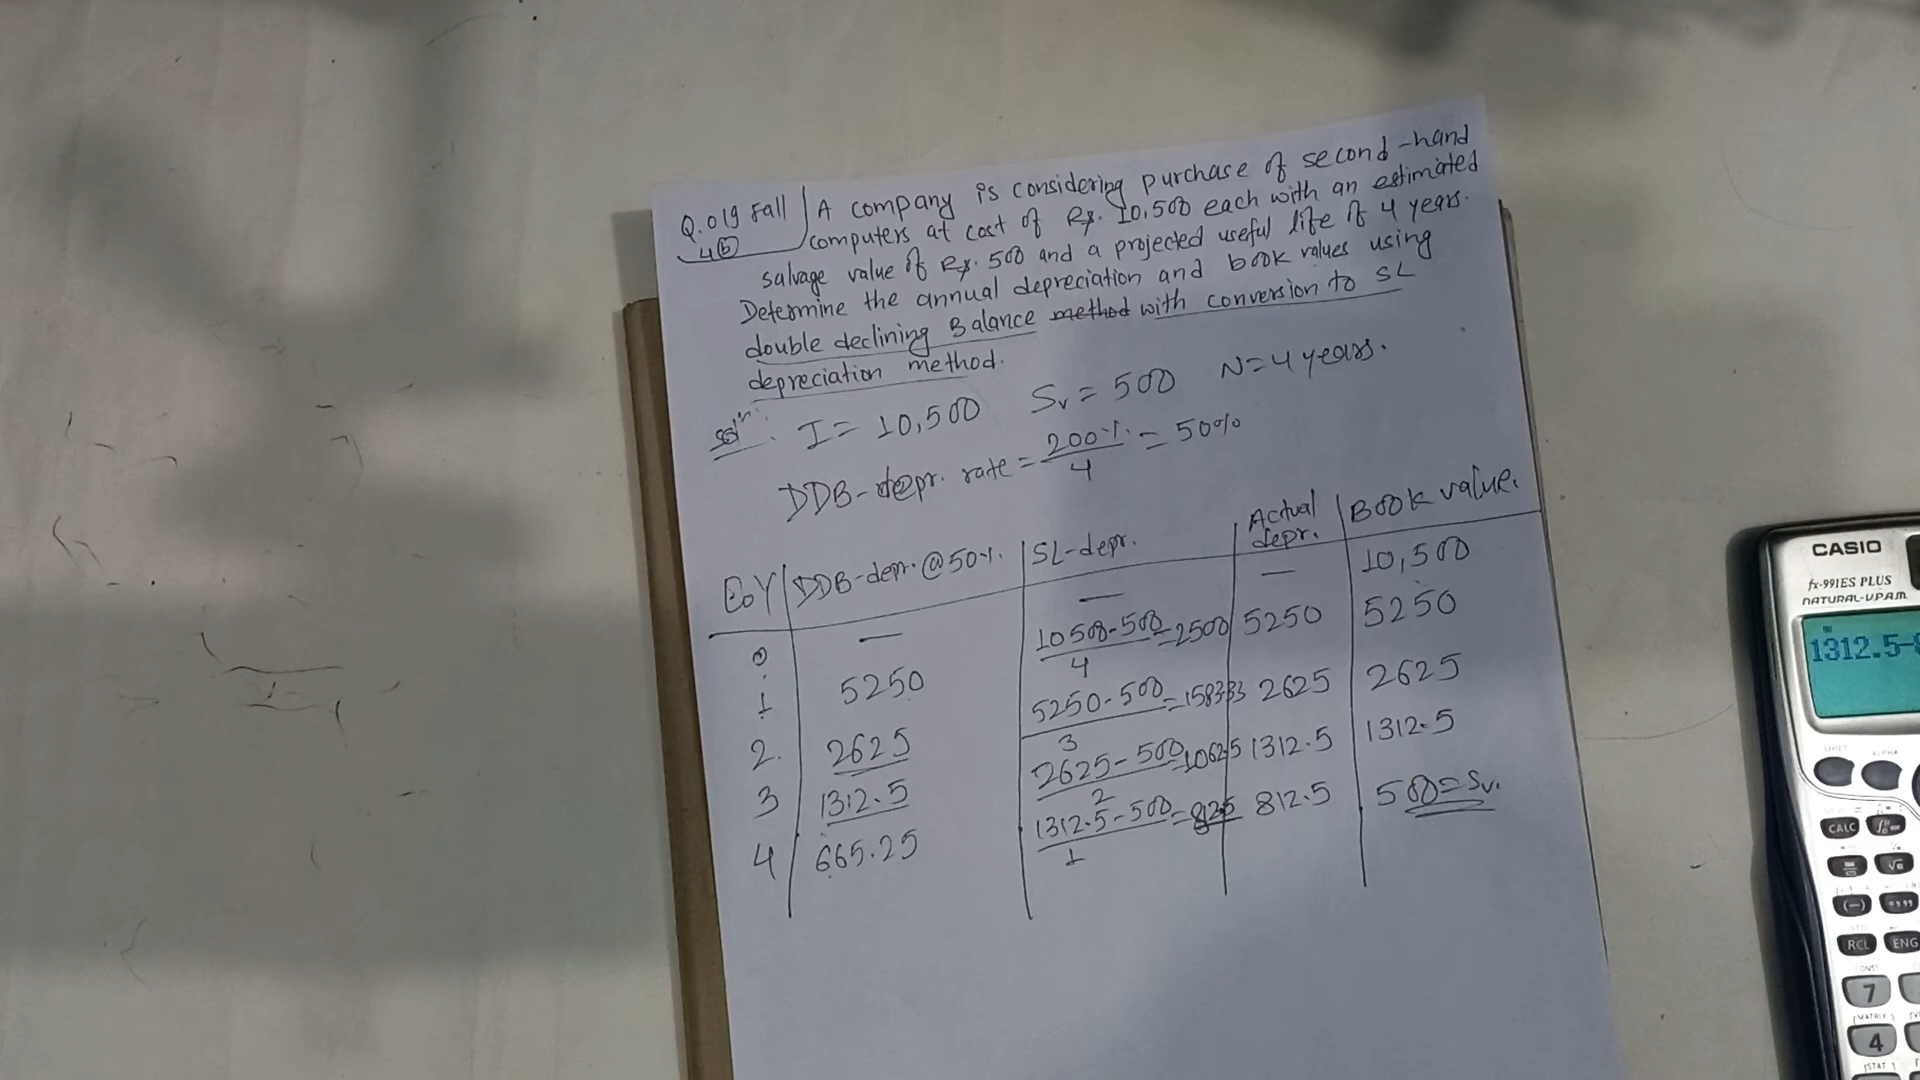 Q. 019 Fall
4(b)
A company is considering purchase of second-hand
computers at cost of Rs. 10,500 each with an estimated
salvage value of Rs. 500 and a projected useful life of 4 years.
Determine the annual depreciation and book values using
double declining Balance method with conversion to SL
depreciation method.
solⁿ: I = 10,500 Sv = 500 N = 4 years.
DDB-depr. rate = 200% / 4 = 50%
EoY DDB-depr. @ 50%. SL-depr. Actual depr. Book value.
0 — — — 10,500
1 5250 10500-500 / 4 = 2500 5250 5250
2. 2625 5250-500 / 3 = 1583.33 2625 2625
3 1312.5 2625-500 / 2 = 1062.5 1312.5 1312.5
4 665.25 1312.5-500 / 1 = 812.5 812.5 500 = Sv.
CASIO
fx-991ES PLUS
NATURAL-V.P.A.M.
1312.5-8
SHIFT ALPHA
CALC
RCL ENG
CONST
7
MATRIX
4
STAT